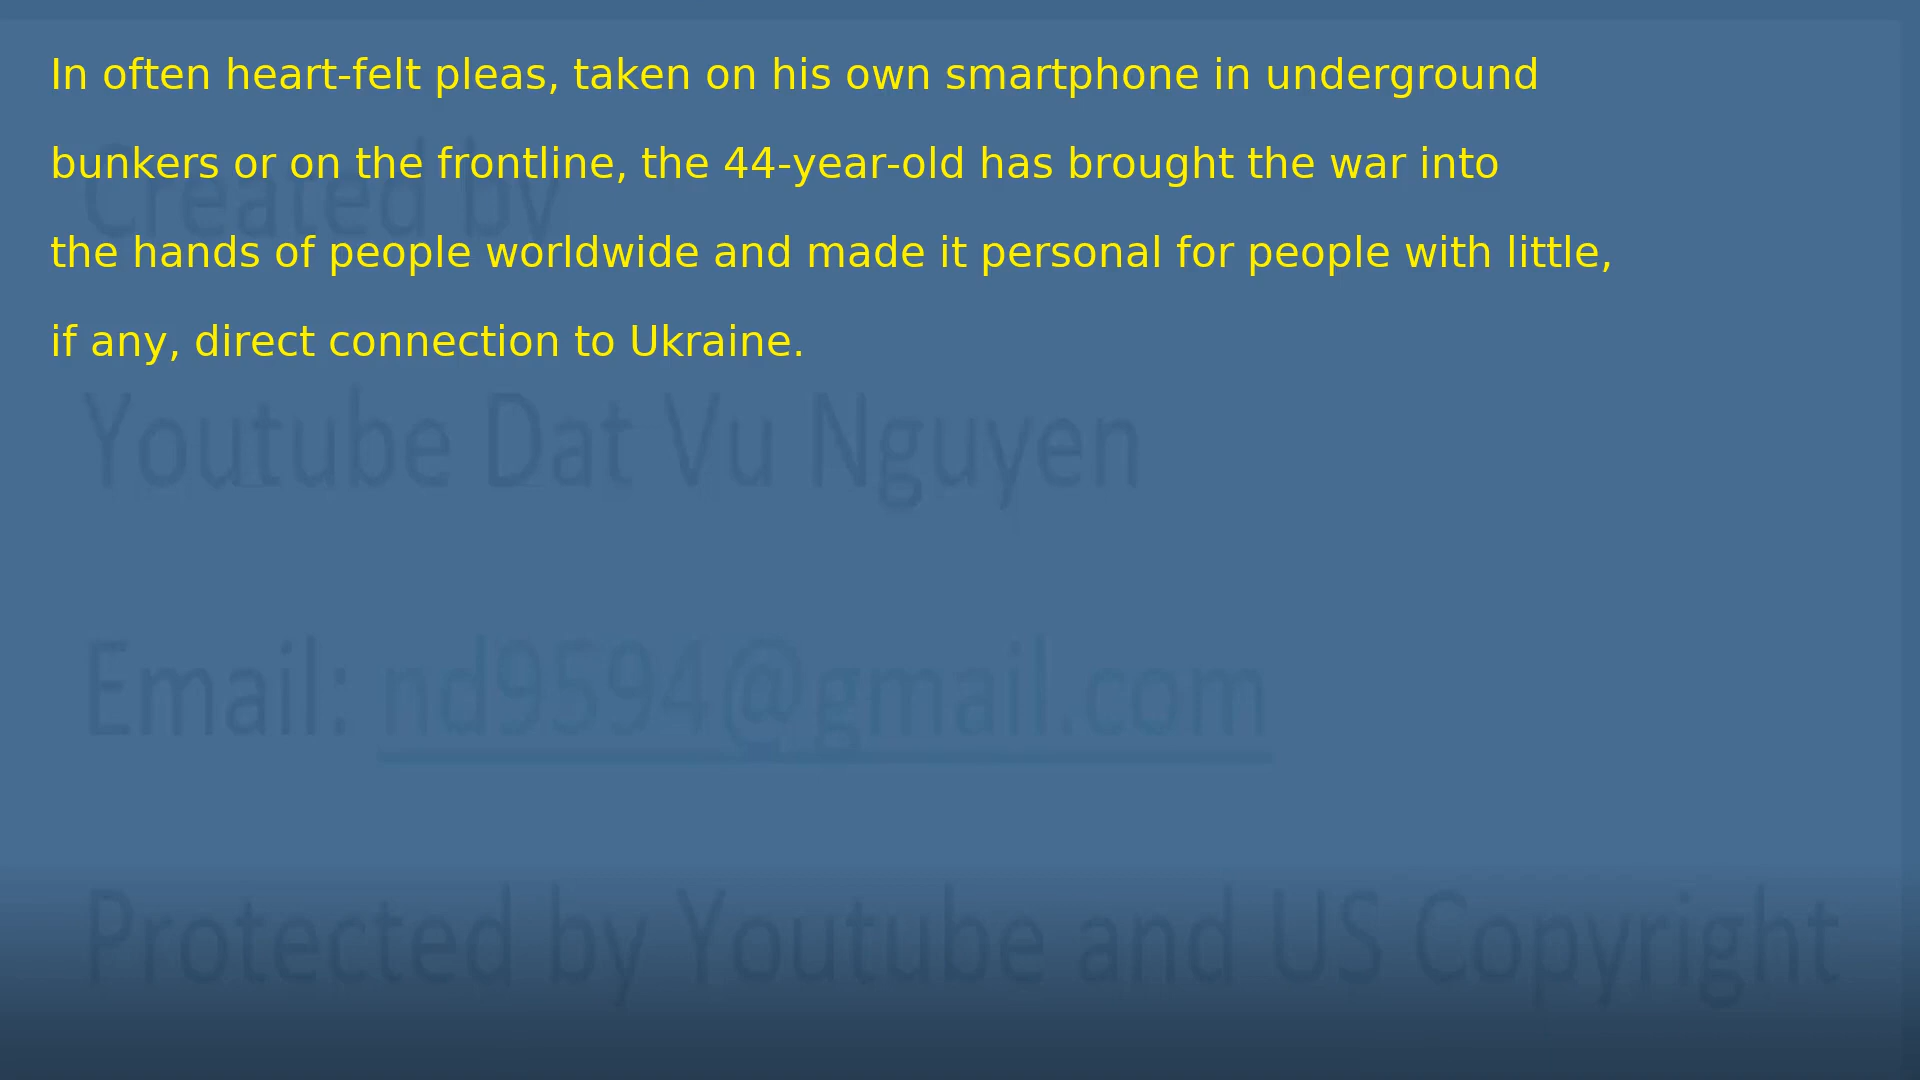 In often heart-felt pleas, taken on his own smartphone in underground
bunkers or on the frontline, the 44-year-old has brought the war into
the hands of people worldwide and made it personal for people with little,
if any, direct connection to Ukraine.
Created by
Youtube Dat Vu Nguyen
Email: nd9594@gmail.com
Protected by Youtube and US Copyright